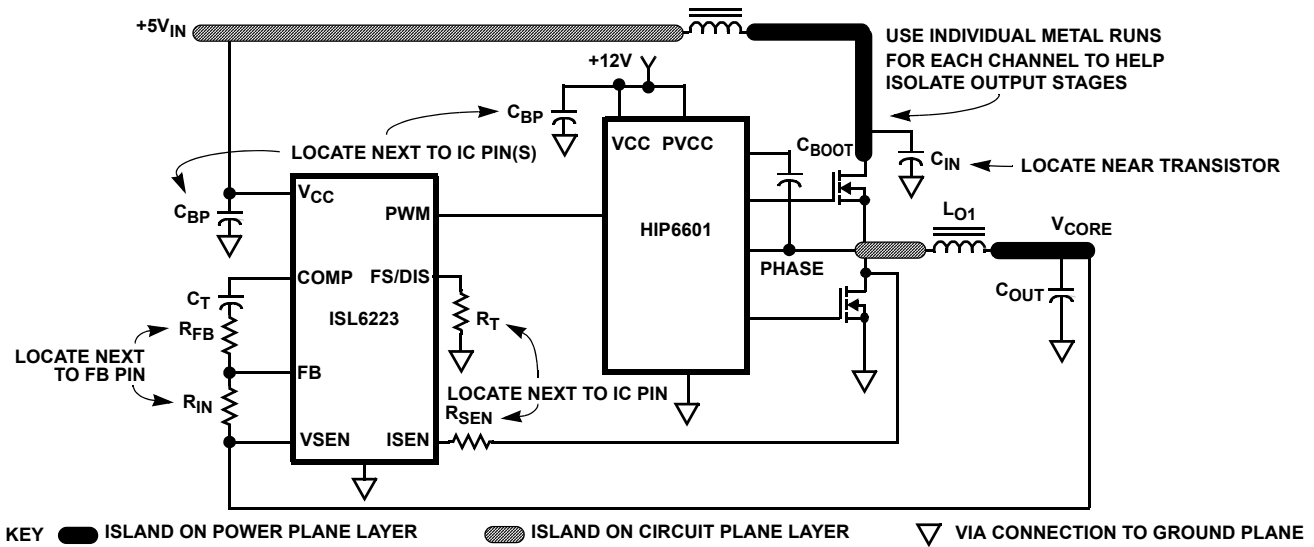 +5VIN
USE INDIVIDUAL METAL RUNS
FOR EACH CHANNEL TO HELP
ISOLATE OUTPUT STAGES
+12V
CBP
VCC PVCC
CBOOT
CIN
LOCATE NEXT TO IC PIN(S)
LOCATE NEAR TRANSISTOR
VCC
CBP
PWM
HIP6601
LO1
VCORE
PHASE
COMP
FS/DIS
CT
ISL6223
RT
COUT
RFB
LOCATE NEXT
TO FB PIN
FB
LOCATE NEXT TO IC PIN
RIN
RSEN
VSEN
ISEN
KEY
ISLAND ON POWER PLANE LAYER
ISLAND ON CIRCUIT PLANE LAYER
VIA CONNECTION TO GROUND PLANE